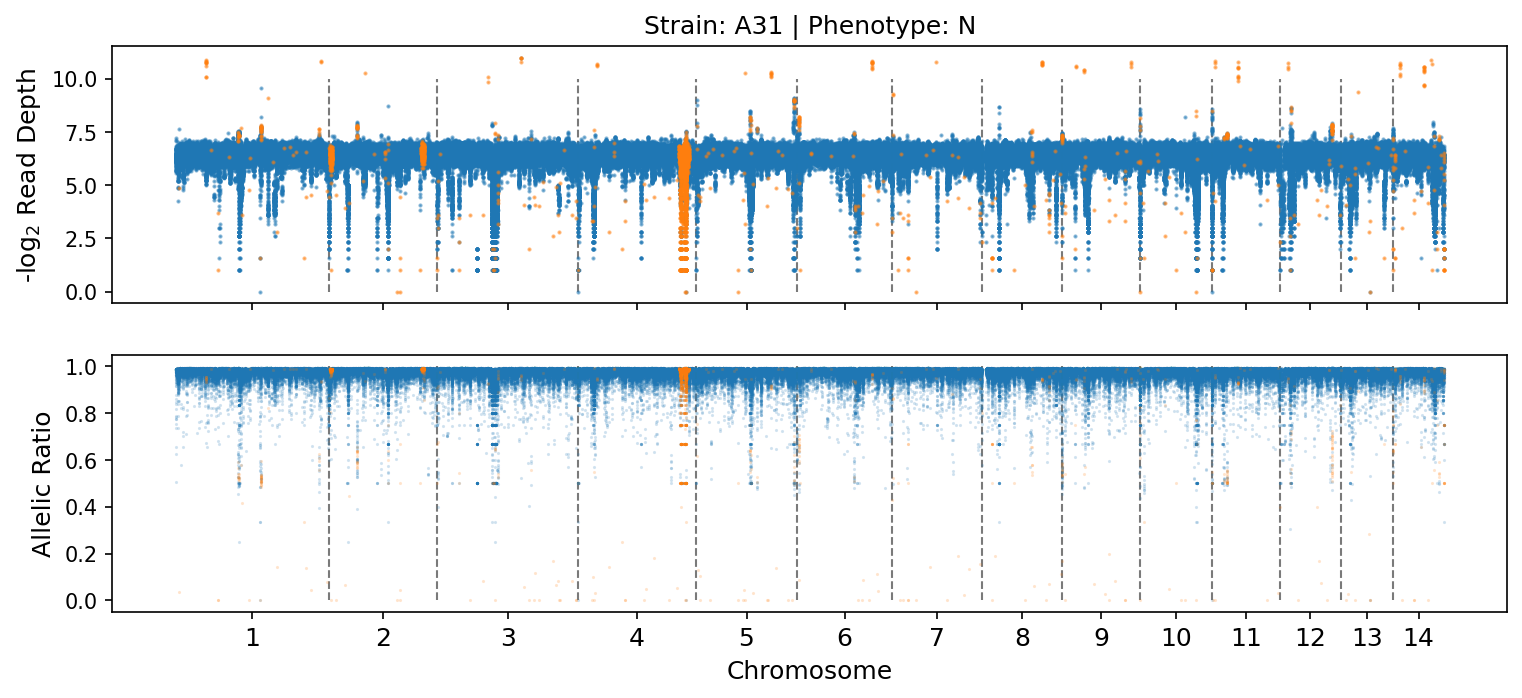 Strain: A31 | Phenotype: N
-log₂ Read Depth
10.0
7.5
5.0
2.5
0.0
Allelic Ratio
1.0
0.8
0.6
0.4
0.2
0.0
1 2 3 4 5 6 7 8 9 10 11 12 13 14
Chromosome